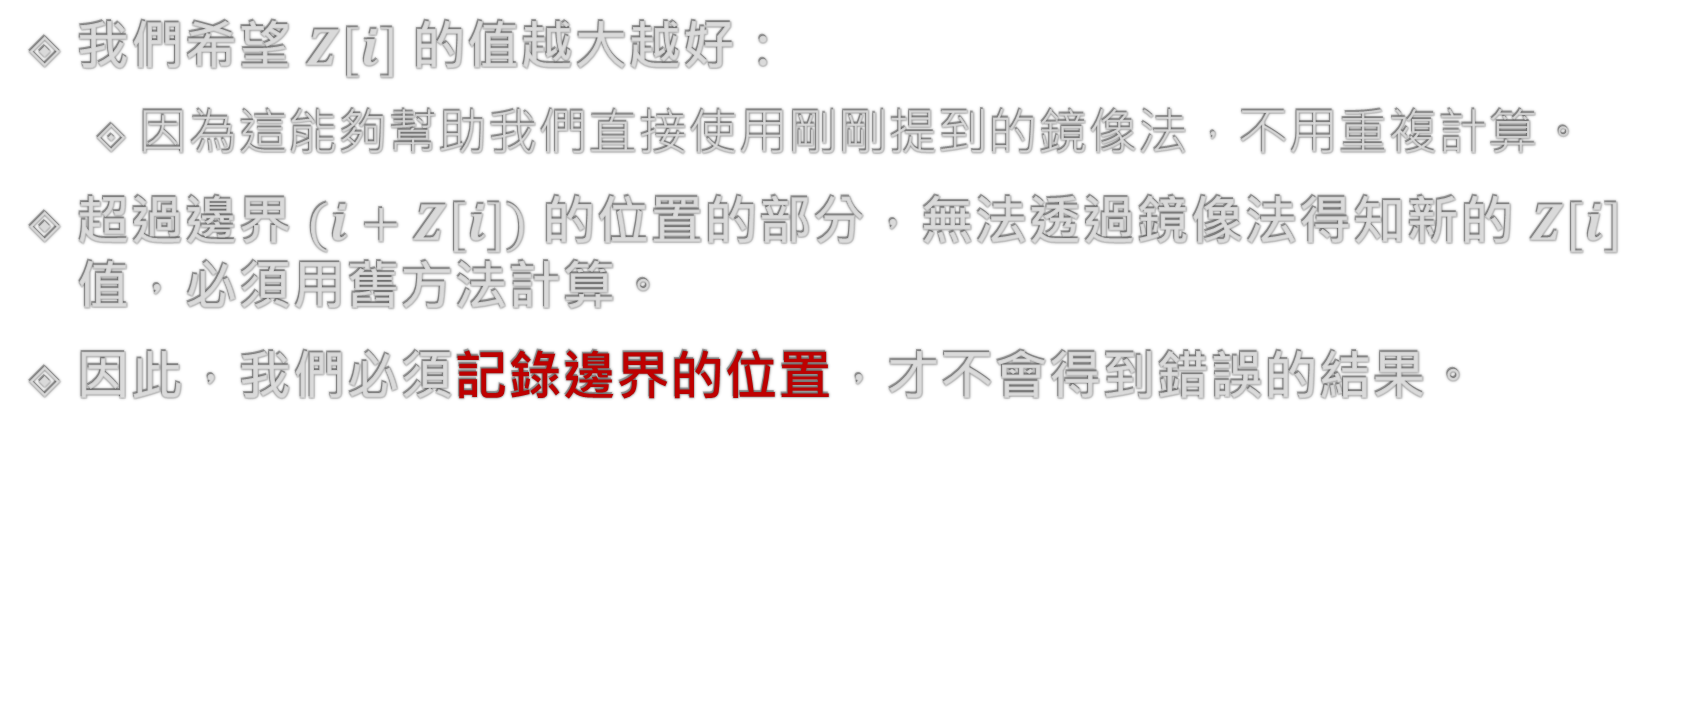 我們希望 Z[i] 的值越大越好：
因為這能夠幫助我們直接使用剛剛提到的鏡像法，不用重複計算。
超過邊界 (i + Z[i]) 的位置的部分，無法透過鏡像法得知新的 Z[i]
值，必須用舊方法計算。
因此，我們必須記錄邊界的位置，才不會得到錯誤的結果。